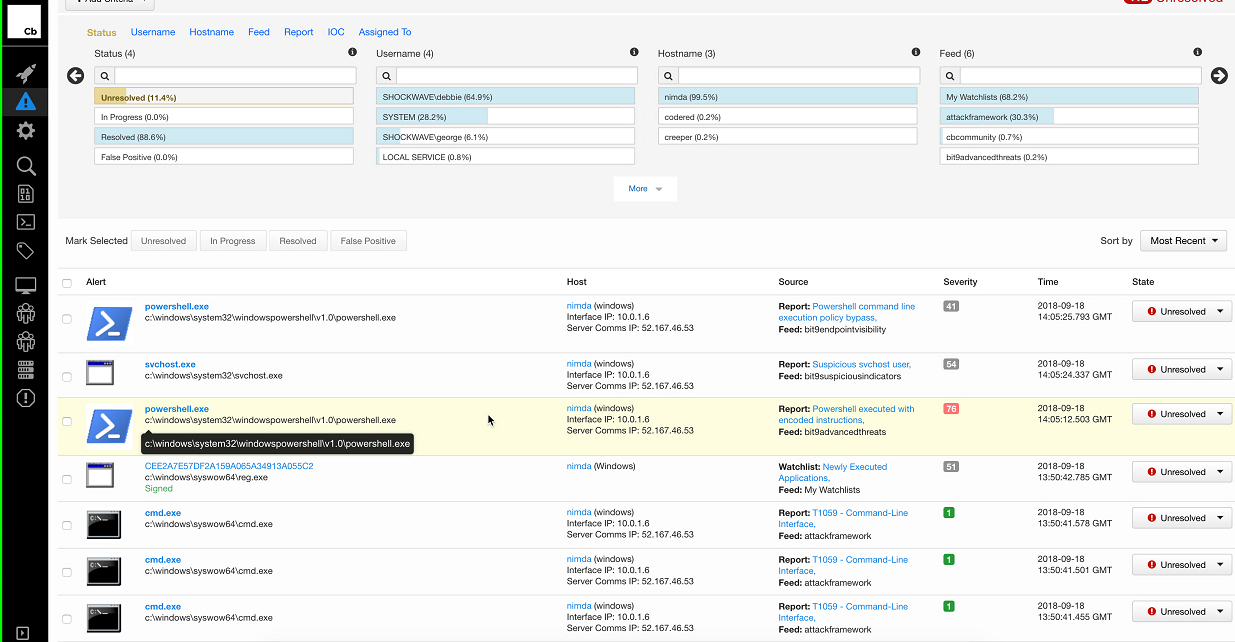 Cb
Add Criteria
Unresolved
Status Username Hostname Feed Report IOC Assigned To
Status (4)
Unresolved (11.4%)
In Progress (0.0%)
Resolved (88.6%)
False Positive (0.0%)
Username (4)
SHOCKWAVE\debbie (64.9%)
SYSTEM (28.2%)
SHOCKWAVE\george (6.1%)
LOCAL SERVICE (0.8%)
Hostname (3)
nimda (99.5%)
codered (0.2%)
creeper (0.2%)
Feed (6)
My Watchlists (68.2%)
attackframework (30.3%)
cbcommunity (0.7%)
bit9advancedthreats (0.2%)
More
Mark Selected Unresolved In Progress Resolved False Positive
Sort by Most Recent
Alert Host Source Severity Time State
powershell.exe
c:\windows\system32\windowspowershell\v1.0\powershell.exe
nimda (windows)
Interface IP: 10.0.1.6
Server Comms IP: 52.167.46.53
Report: Powershell command line
execution policy bypass,
Feed: bit9endpointvisibility
41
2018-09-18
14:05:25.793 GMT
Unresolved
svchost.exe
c:\windows\system32\svchost.exe
nimda (windows)
Interface IP: 10.0.1.6
Server Comms IP: 52.167.46.53
Report: Suspicious svchost user,
Feed: bit9suspiciousindicators
54
2018-09-18
14:05:24.337 GMT
Unresolved
powershell.exe
c:\windows\system32\windowspowershell\v1.0\powershell.exe
c:\windows\system32\windowspowershell\v1.0\powershell.exe
nimda (windows)
Interface IP: 10.0.1.6
Server Comms IP: 52.167.46.53
Report: Powershell executed with
encoded instructions,
Feed: bit9advancedthreats
76
2018-09-18
14:05:12.503 GMT
Unresolved
CEE2A7E57DF2A159A065A34913A055C2
c:\windows\syswow64\reg.exe
Signed
nimda (Windows)
Watchlist: Newly Executed
Applications,
Feed: My Watchlists
51
2018-09-18
13:50:42.785 GMT
Unresolved
cmd.exe
c:\windows\syswow64\cmd.exe
nimda (windows)
Interface IP: 10.0.1.6
Server Comms IP: 52.167.46.53
Report: T1059 - Command-Line
Interface,
Feed: attackframework
1
2018-09-18
13:50:41.578 GMT
Unresolved
cmd.exe
c:\windows\syswow64\cmd.exe
nimda (windows)
Interface IP: 10.0.1.6
Server Comms IP: 52.167.46.53
Report: T1059 - Command-Line
Interface,
Feed: attackframework
1
2018-09-18
13:50:41.501 GMT
Unresolved
cmd.exe
c:\windows\syswow64\cmd.exe
nimda (windows)
Interface IP: 10.0.1.6
Server Comms IP: 52.167.46.53
Report: T1059 - Command-Line
Interface,
Feed: attackframework
1
2018-09-18
13:50:41.455 GMT
Unresolved